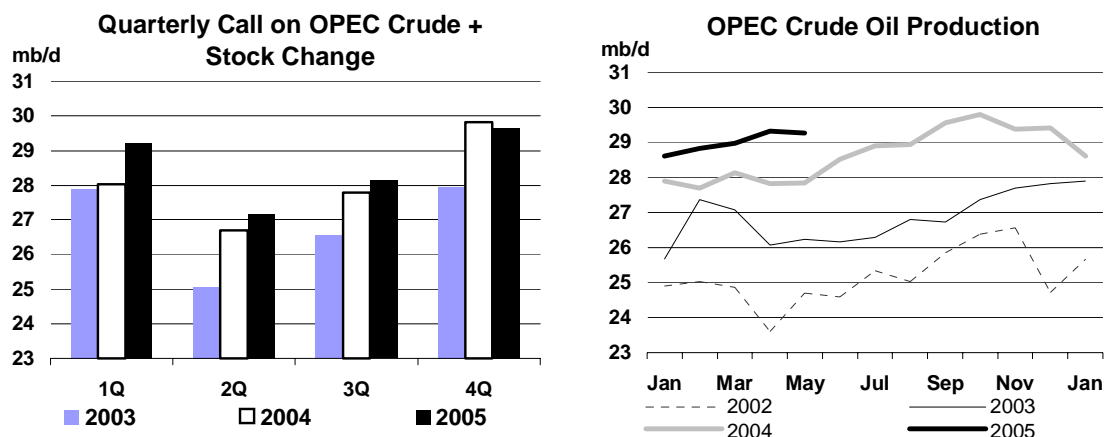 Quarterly Call on OPEC Crude +
Stock Change
mb/d
31
30
29
28
27
26
25
24
23
1Q 2Q 3Q 4Q
2003 2004 2005
OPEC Crude Oil Production
mb/d
31
30
29
28
27
26
25
24
23
Jan Mar May Jul Sep Nov Jan
2002 2003
2004 2005